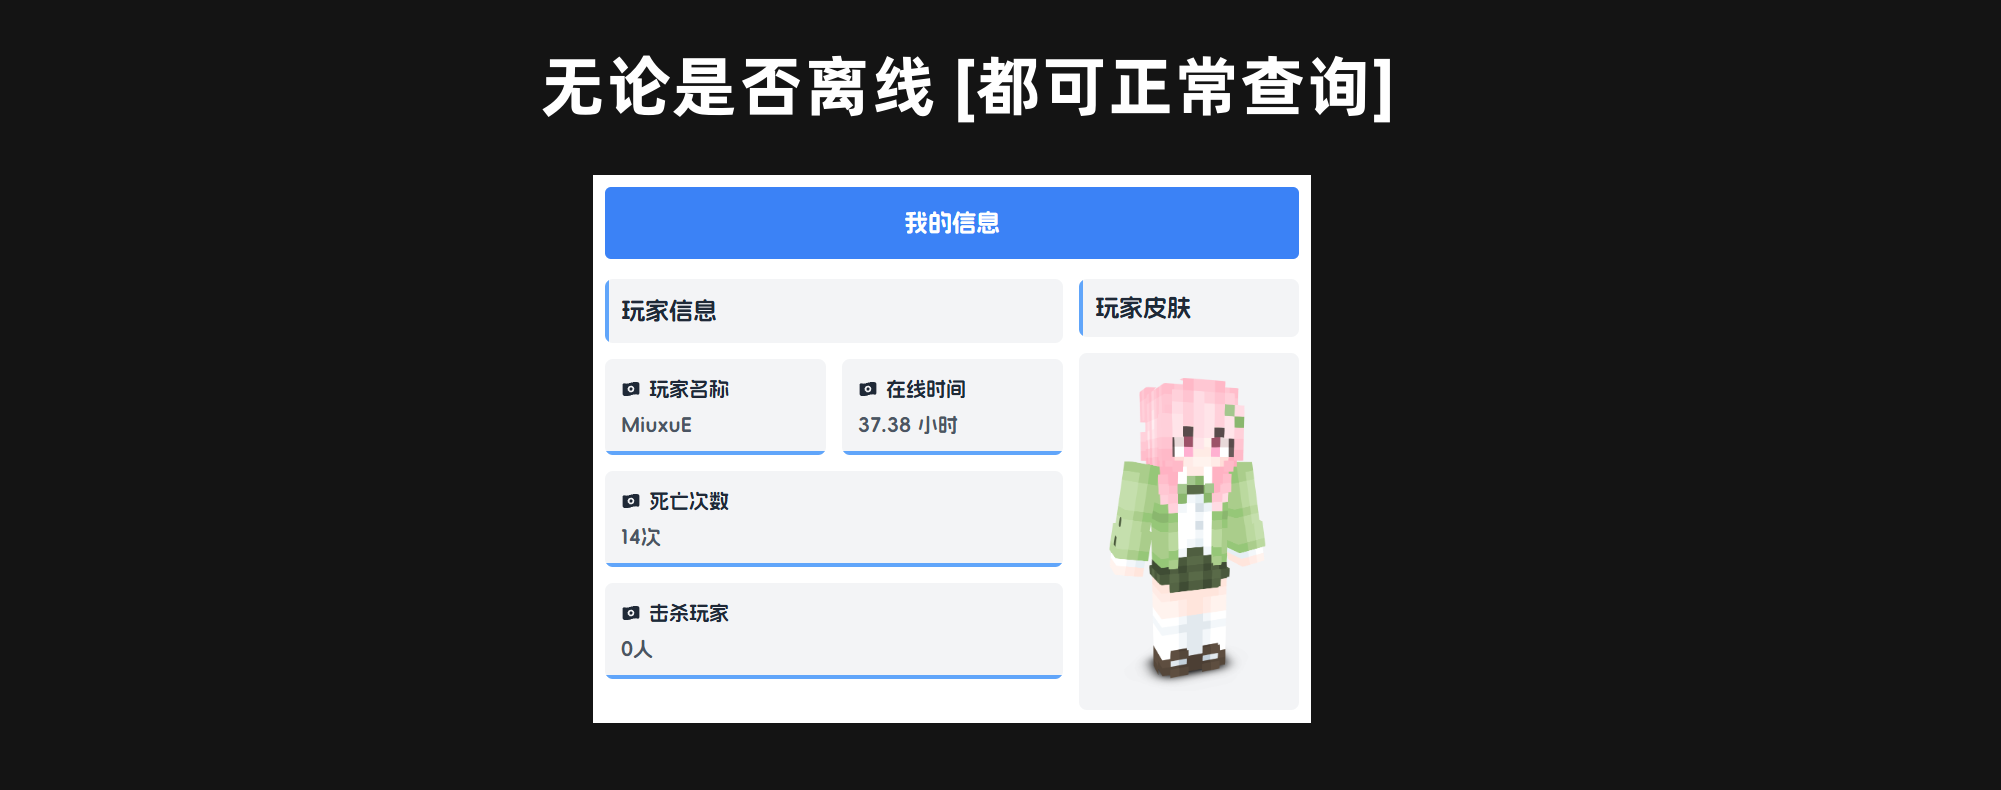 无论是否离线 [都可正常查询]
我的信息
玩家信息
玩家名称
MiuxuE
在线时间
37.38 小时
死亡次数
14次
击杀玩家
0人
玩家皮肤